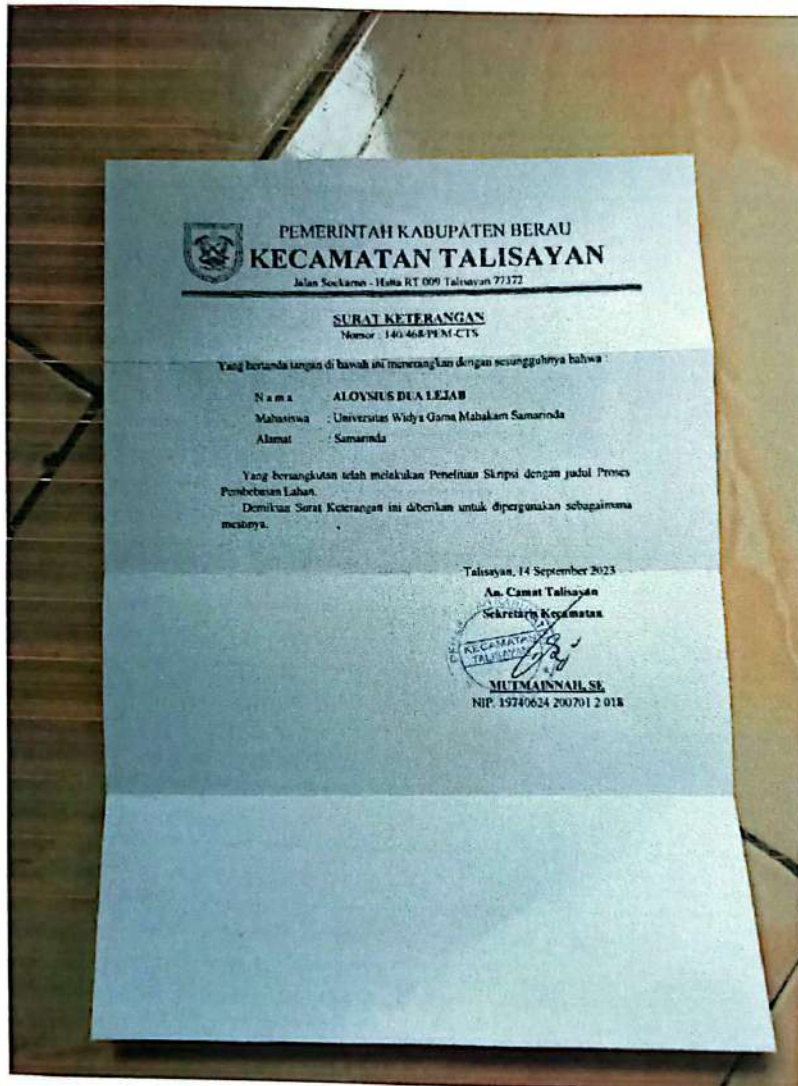 PEMERINTAH KABUPATEN BERAU
KECAMATAN TALISAYAN
Jalan Soekarno - Hatta RT 009 Talisayan 77372
SURAT KETERANGAN
Nomor : 140/468/PEM-CTS
Yang bertanda tangan di bawah ini menerangkan dengan sesungguhnya bahwa :
N a m a ALOYSIUS DUA LEJAB
Mahasiswa : Universitas Widya Gama Mahakam Samarinda
Alamat : Samarinda
Yang bersangkutan telah melakukan Penelitian Skripsi dengan judul Proses
Pembebasan Lahan.
Demikian Surat Keterangan ini diberikan untuk dipergunakan sebagaimana
mestinya.
Talisayan, 14 September 2023
An. Camat Talisayan
Sekretaris Kecamatan
KECAMATAN
TALISAYAN
MUTMAINNAH, SE
NIP. 19740624 200701 2 018